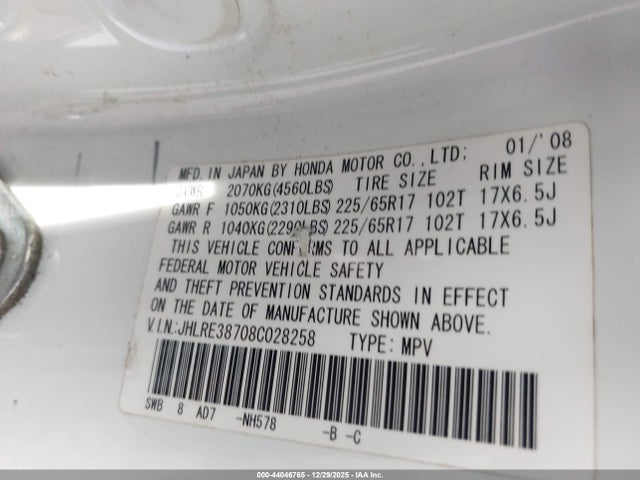 MFD. IN JAPAN BY HONDA MOTOR CO.,LTD; 01/'08
GVWR 2070KG(4560LBS) TIRE SIZE RIM SIZE
GAWR F 1050KG(2310LBS) 225/65R17 102T 17X6.5J
GAWR R 1040KG(2290LBS) 225/65R17 102T 17X6.5J
THIS VEHICLE CONFORMS TO ALL APPLICABLE
FEDERAL MOTOR VEHICLE SAFETY
AND THEFT PREVENTION STANDARDS IN EFFECT
ON THE DATE OF MANUFACTURE SHOWN ABOVE.
V.I.N.:JHLRE38708C028258 TYPE: MPV
SWB 8 AD7 -NH578 -B -C
000-44046765 - 12/29/2025 - IAA Inc.